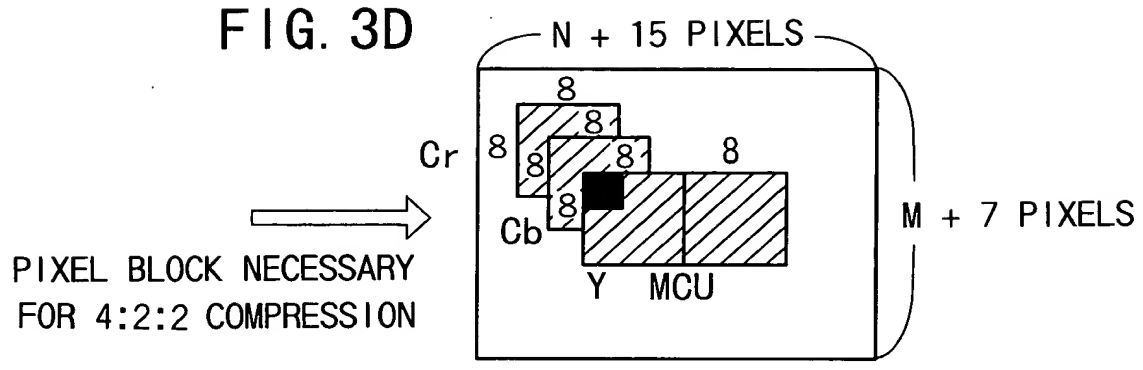 FIG. 3D
N + 15 PIXELS
8
8
Cr
8
8
8
8
8
Cb
M + 7 PIXELS
Y
MCU
PIXEL BLOCK NECESSARY
FOR 4:2:2 COMPRESSION